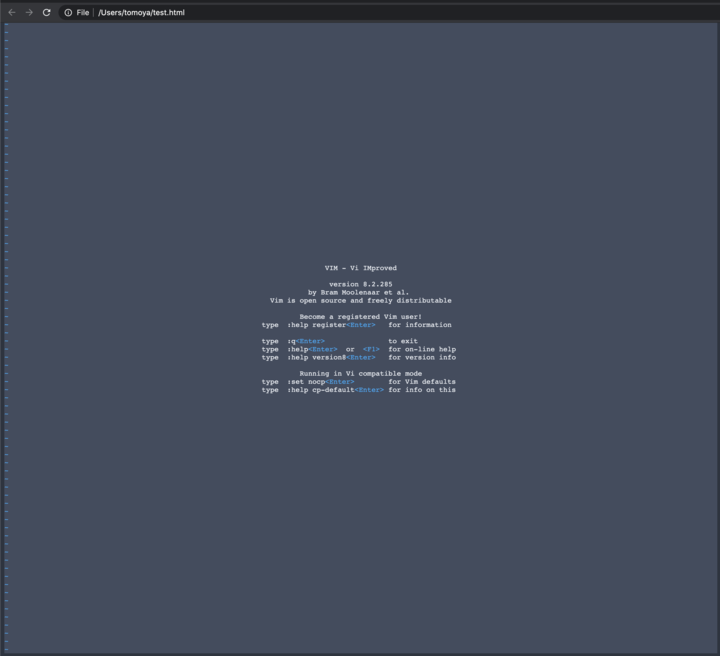 File /Users/tomoya/test.html
VIM - Vi IMproved
version 8.2.285
by Bram Moolenaar et al.
Vim is open source and freely distributable
Become a registered Vim user!
type :help register<Enter> for information
type :q<Enter> to exit
type :help<Enter> or <F1> for on-line help
type :help version8<Enter> for version info
Running in Vi compatible mode
type :set nocp<Enter> for Vim defaults
type :help cp-default<Enter> for info on this